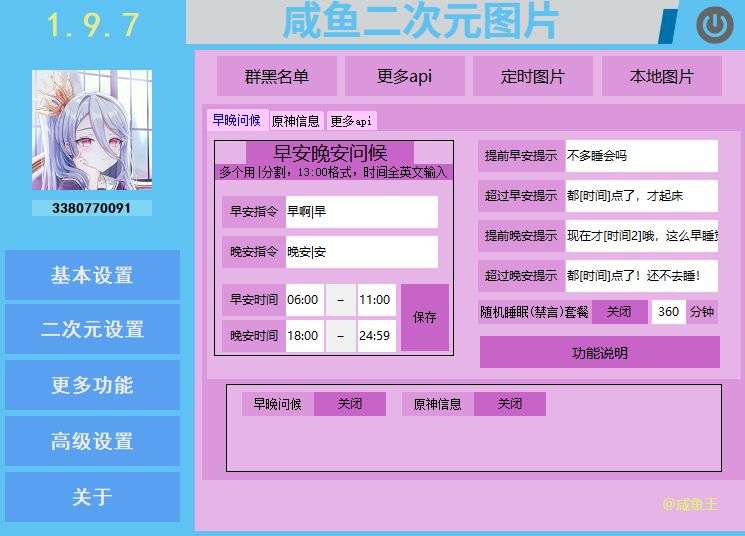 1.9.7
咸鱼二次元图片
3380770091
基本设置
二次元设置
更多功能
高级设置
关于
群黑名单
更多api
定时图片
本地图片
早晚问候
原神信息
更多api
早安晚安问候
多个用|分割，13:00格式，时间全英文输入
早安指令
早啊|早
晚安指令
晚安|安
早安时间
06:00
–
11:00
晚安时间
18:00
–
24:59
保存
提前早安提示
不多睡会吗
超过早安提示
都[时间]点了，才起床
提前晚安提示
现在才[时间2]哦，这么早睡
超过晚安提示
都[时间]点了！还不去睡！
随机睡眠(禁言)套餐
关闭
360
分钟
功能说明
早晚问候
关闭
原神信息
关闭
@咸鱼王